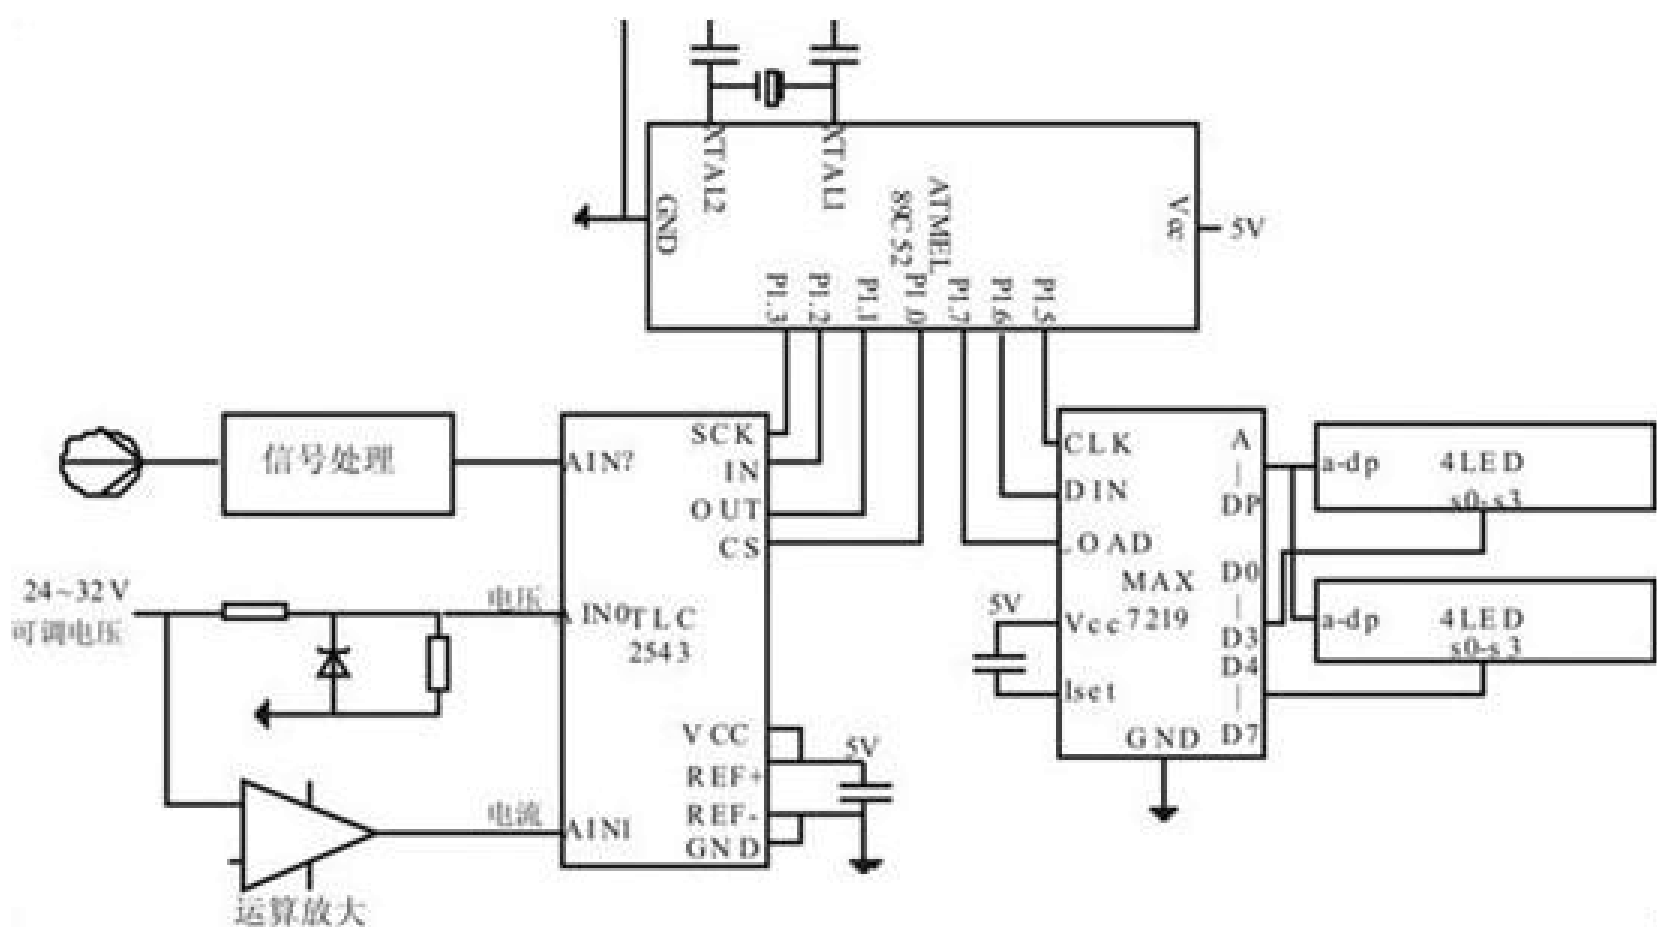 XTAL2
XTAL1
GND
89C52
ATMEL
Vcc
5V
P1.3
P1.2
P1.1
P1.0
P1.7
P1.6
P1.5
信号处理
AIN?
SCK
IN
OUT
CS
CLK
DIN
.OAD
MAX
7219
A
|
DP
D0
|
D3
D4
|
D7
a-dp
4LED
s0-s3
a-dp
4LED
s0-s3
24~32V
可调电压
电压
AIN0
TLC
2543
5V
Vcc
Iset
GND
VCC
REF+
REF-
GND
5V
电流
AIN1
运算放大